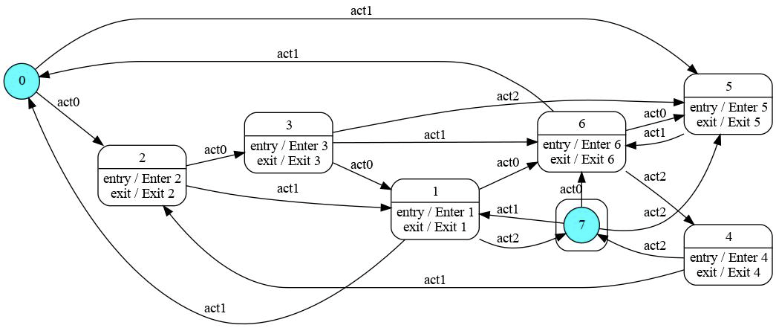 act1
act1
0
act0
5
entry / Enter 5
exit / Exit 5
act2
3
entry / Enter 3
exit / Exit 3
act1
act0
6
entry / Enter 6
exit / Exit 6
act0
act1
2
entry / Enter 2
exit / Exit 2
act0
act1
act0
1
entry / Enter 1
exit / Exit 1
act0
act1
act2
7
act2
act2
act2
4
entry / Enter 4
exit / Exit 4
act1
act1